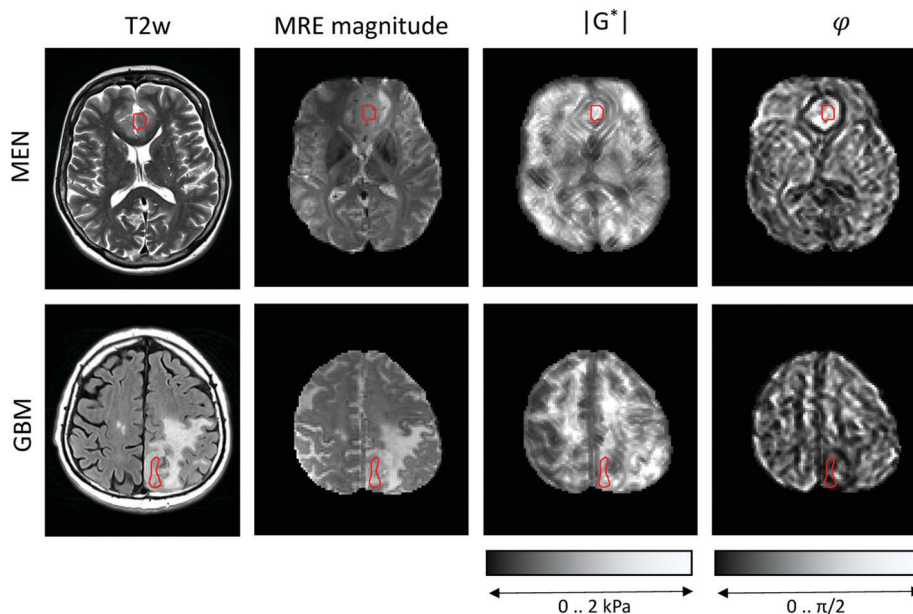 T2w
MRE magnitude
|G*|
φ
MEN
GBM
0 .. 2 kPa
0 .. π/2